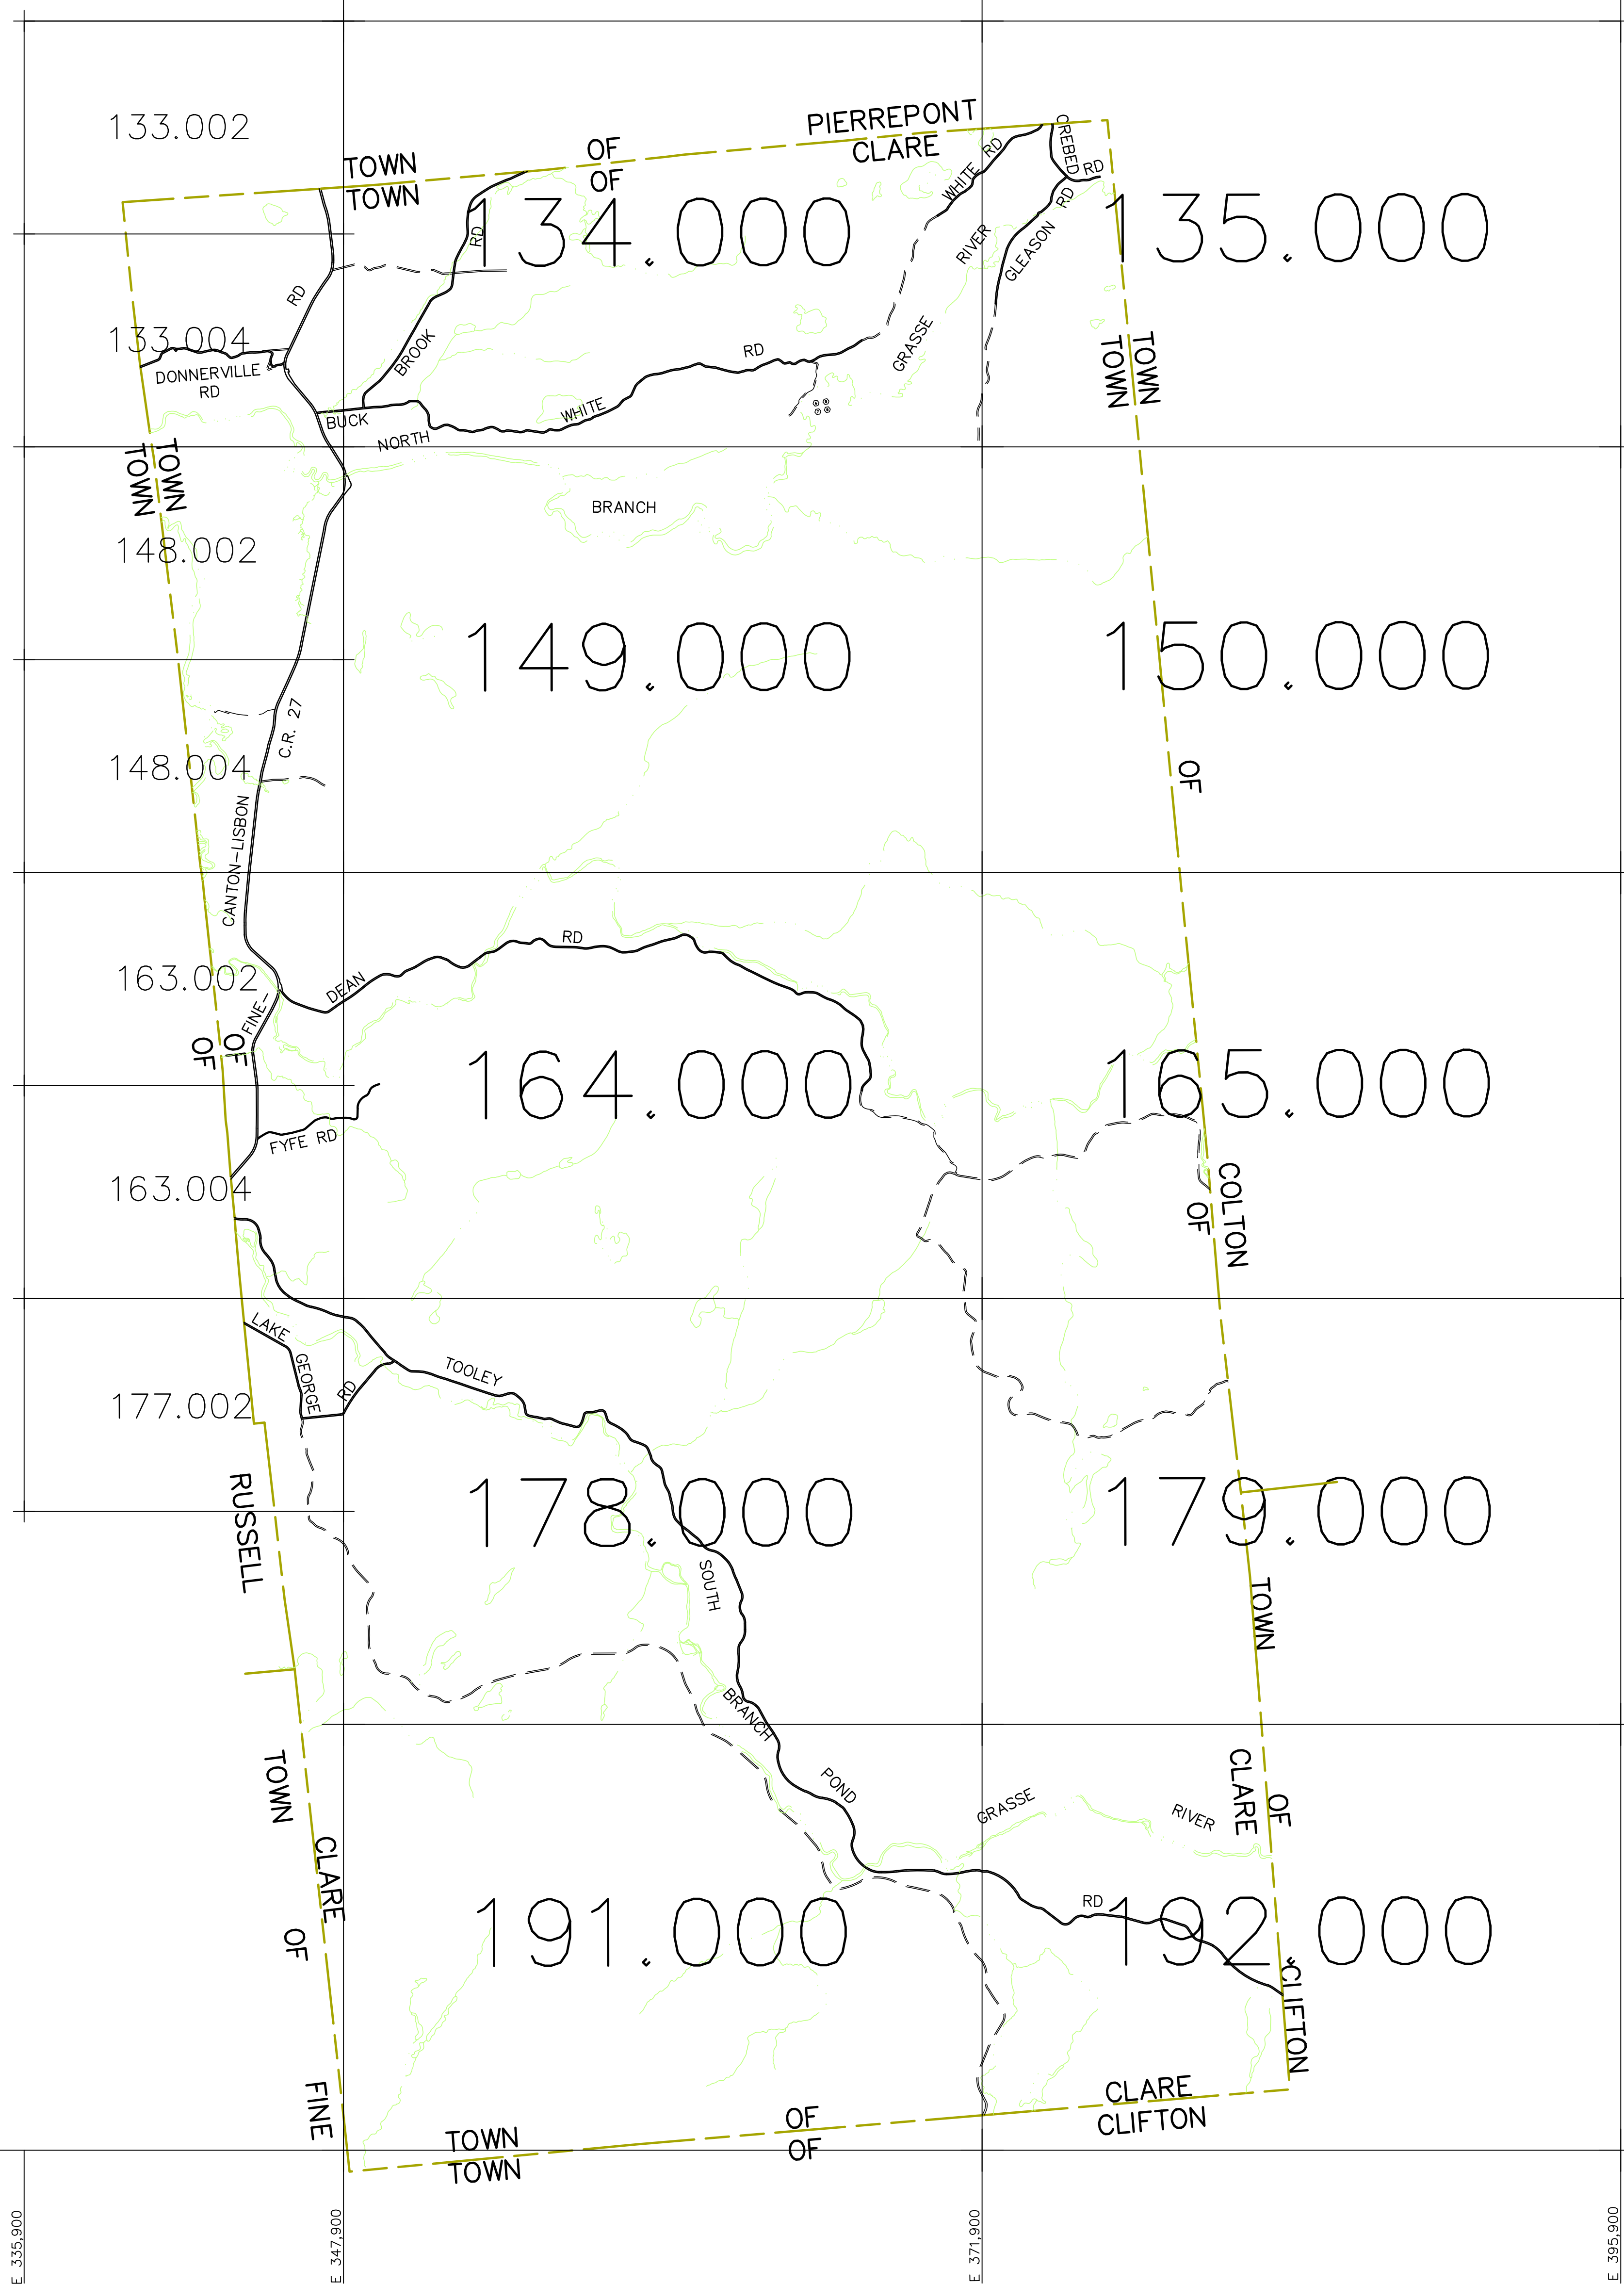 133.002
TOWN OF PIERREPONT
TOWN OF CLARE
WHITE RD
CREBED RD
134.000
135.000
RD
RIVER
GLEASON RD
RD
133.004
DONNERVILLE
RD
BROOK
RD
GRASSE
TOWN
TOWN
BUCK
WHITE
NORTH
TOWN
TOWN
BRANCH
148.002
149.000
150.000
C.R. 27
OF
148.004
CANTON-LISBON
RD
163.002
DEAN
FINE-
OF
OF
164.000
165.000
FYFE RD
163.004
COLTON
OF
LAKE
GEORGE
RD
TOOLEY
177.002
RUSSELL
178.000
179.000
SOUTH
TOWN
BRANCH
TOWN
POND
GRASSE
RIVER
CLARE
OF
CLARE
OF
191.000
RD
192.000
CLIFTON
FINE
TOWN OF CLARE
TOWN OF CLIFTON
E 335,900
E 347,900
E 371,900
E 395,900